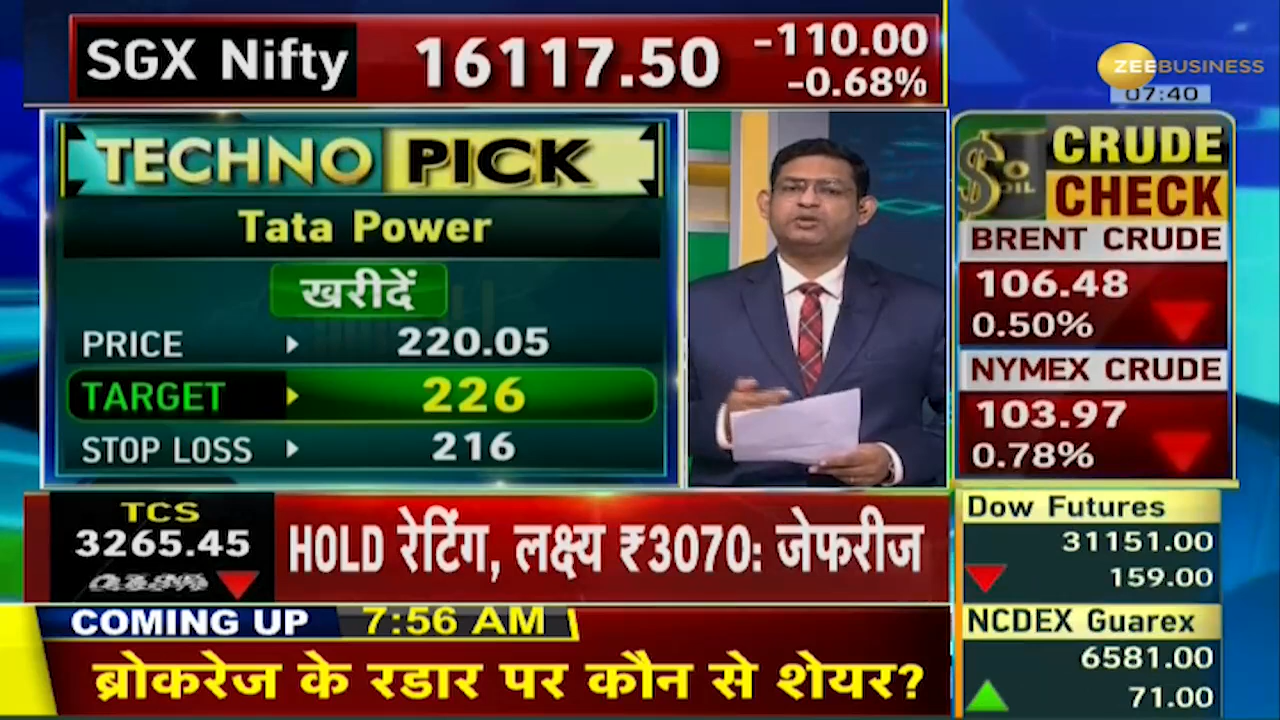 SGX Nifty
16117.50
-110.00
-0.68%
ZEEBUSINESS
07:40
TECHNO PICK
Tata Power
खरीदें
PRICE 220.05
TARGET 226
STOP LOSS 216
CRUDE
CHECK
$ OIL
BRENT CRUDE
106.48
0.50%
NYMEX CRUDE
103.97
0.78%
TCS
3265.45
HOLD रेटिंग, लक्ष्य ₹3070: जेफरीज
Dow Futures
31151.00
159.00
NCDEX Guarex
6581.00
71.00
COMING UP 7:56 AM
ब्रोकरेज के रडार पर कौन से शेयर?